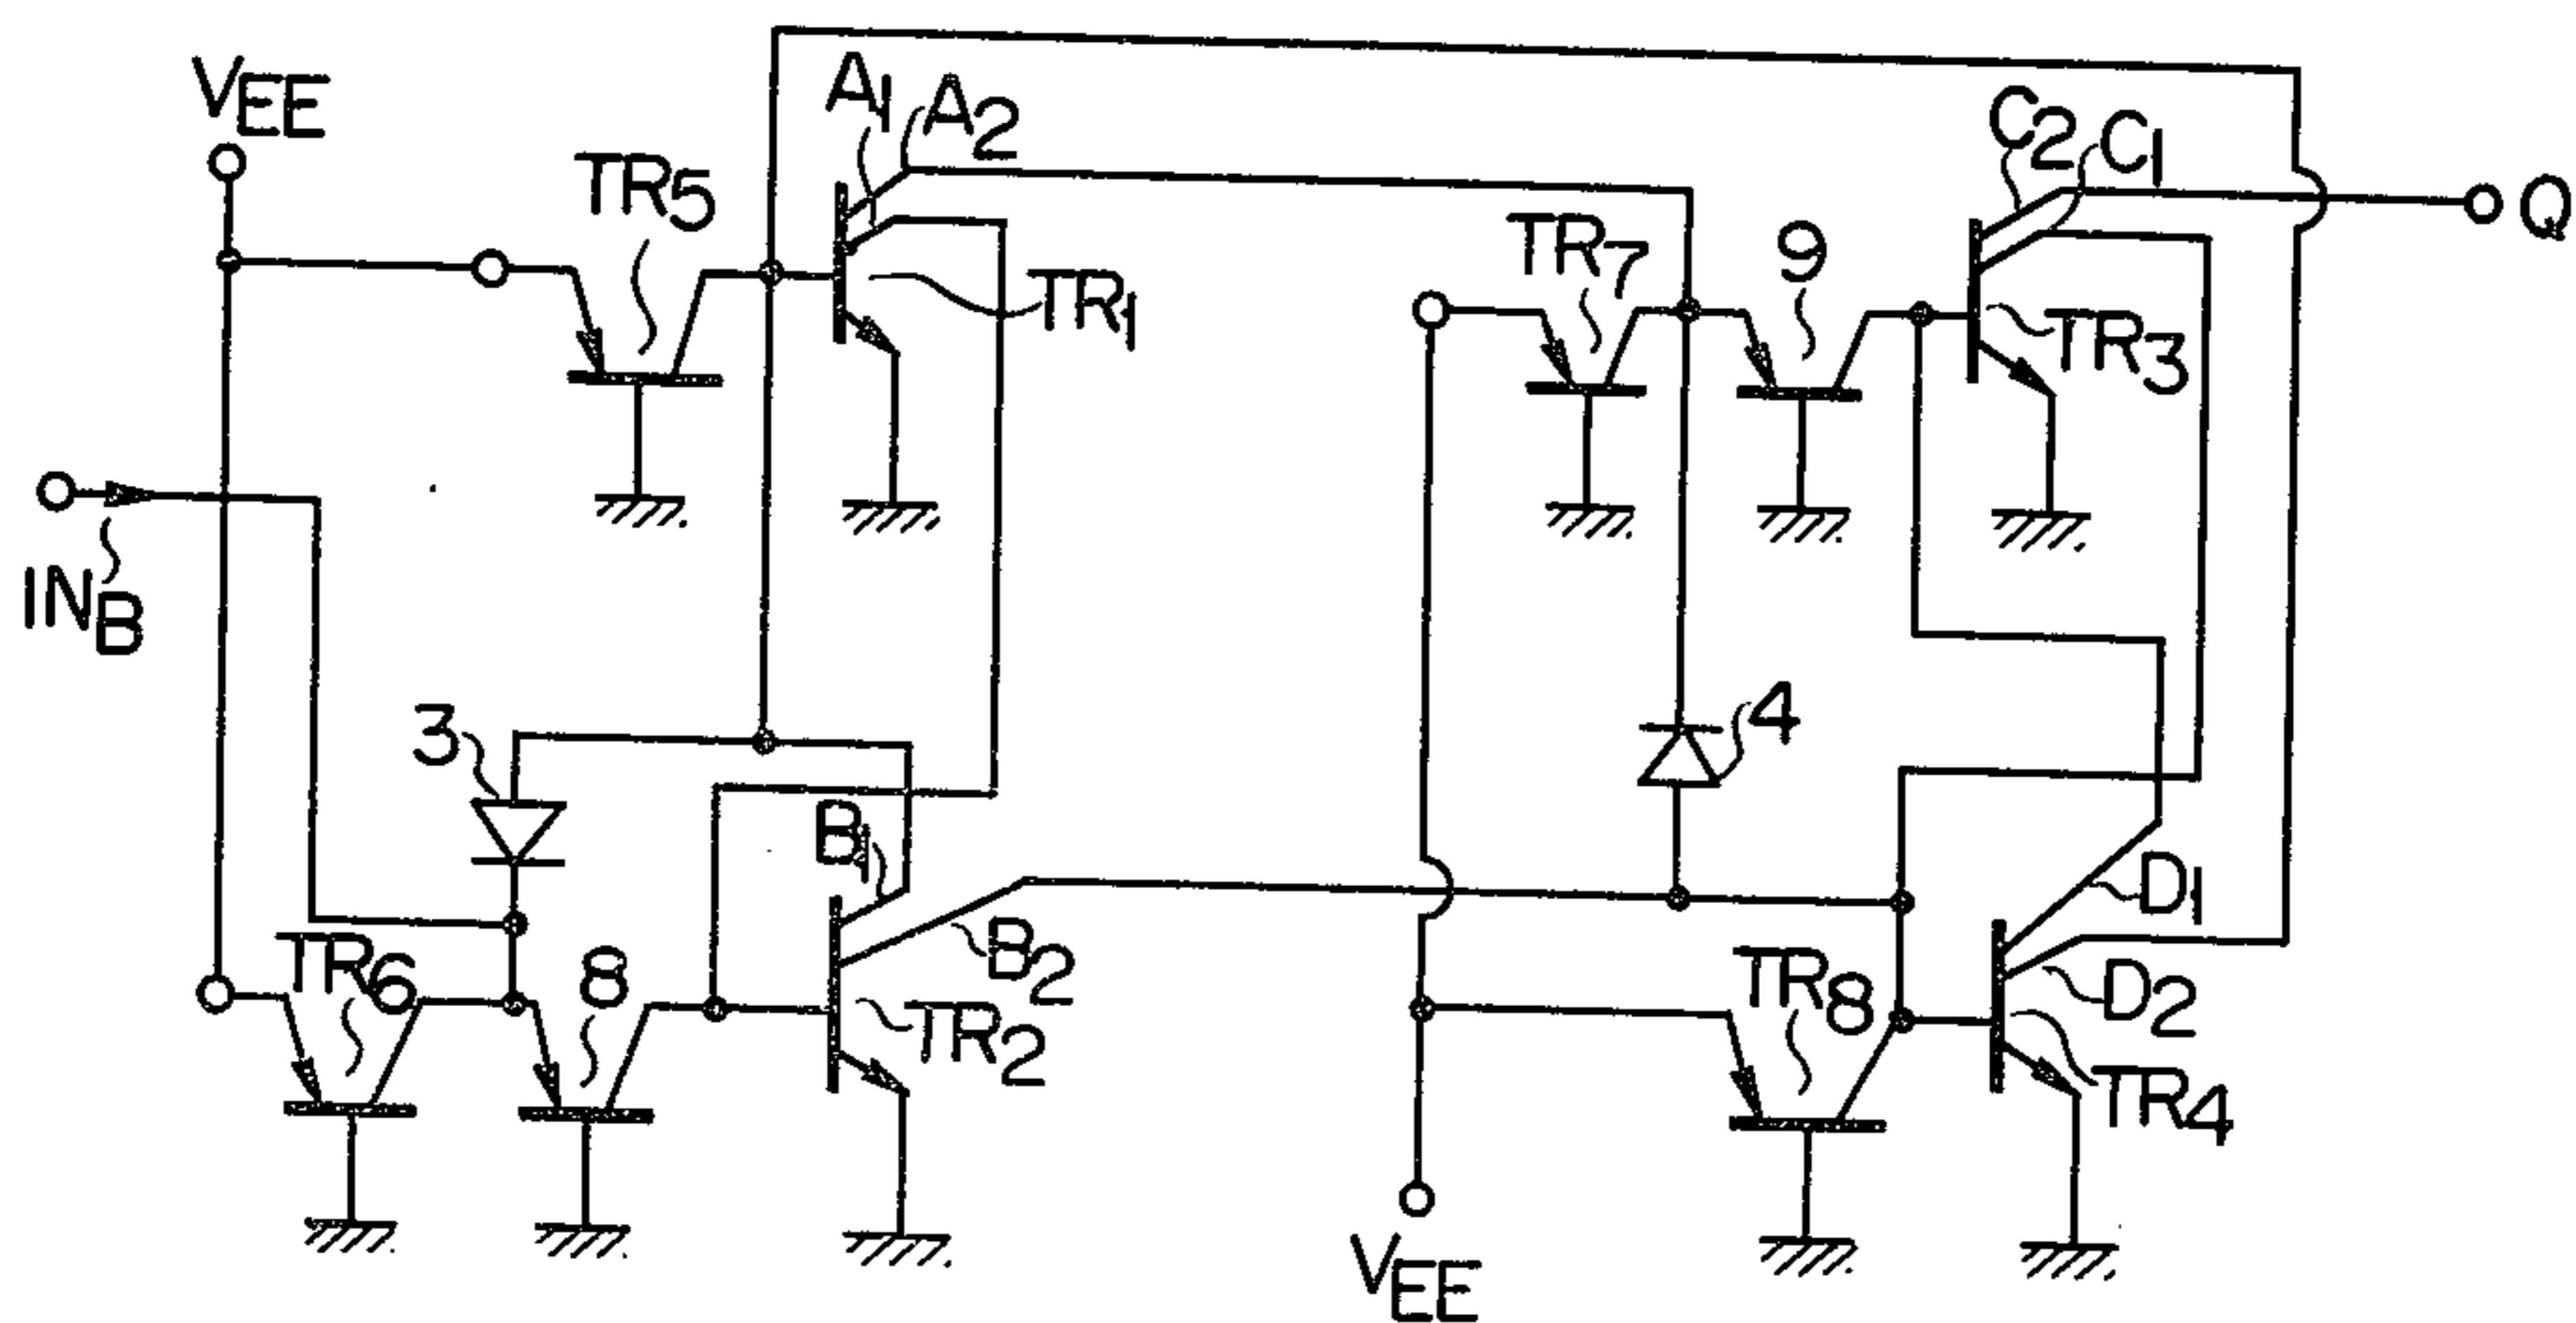 VEE
A1
A2
C2
C1
Q
TR5
TR7
9
TR1
TR3
INB
3
4
B1
D1
TR6
8
B2
TR8
D2
TR2
TR4
VEE